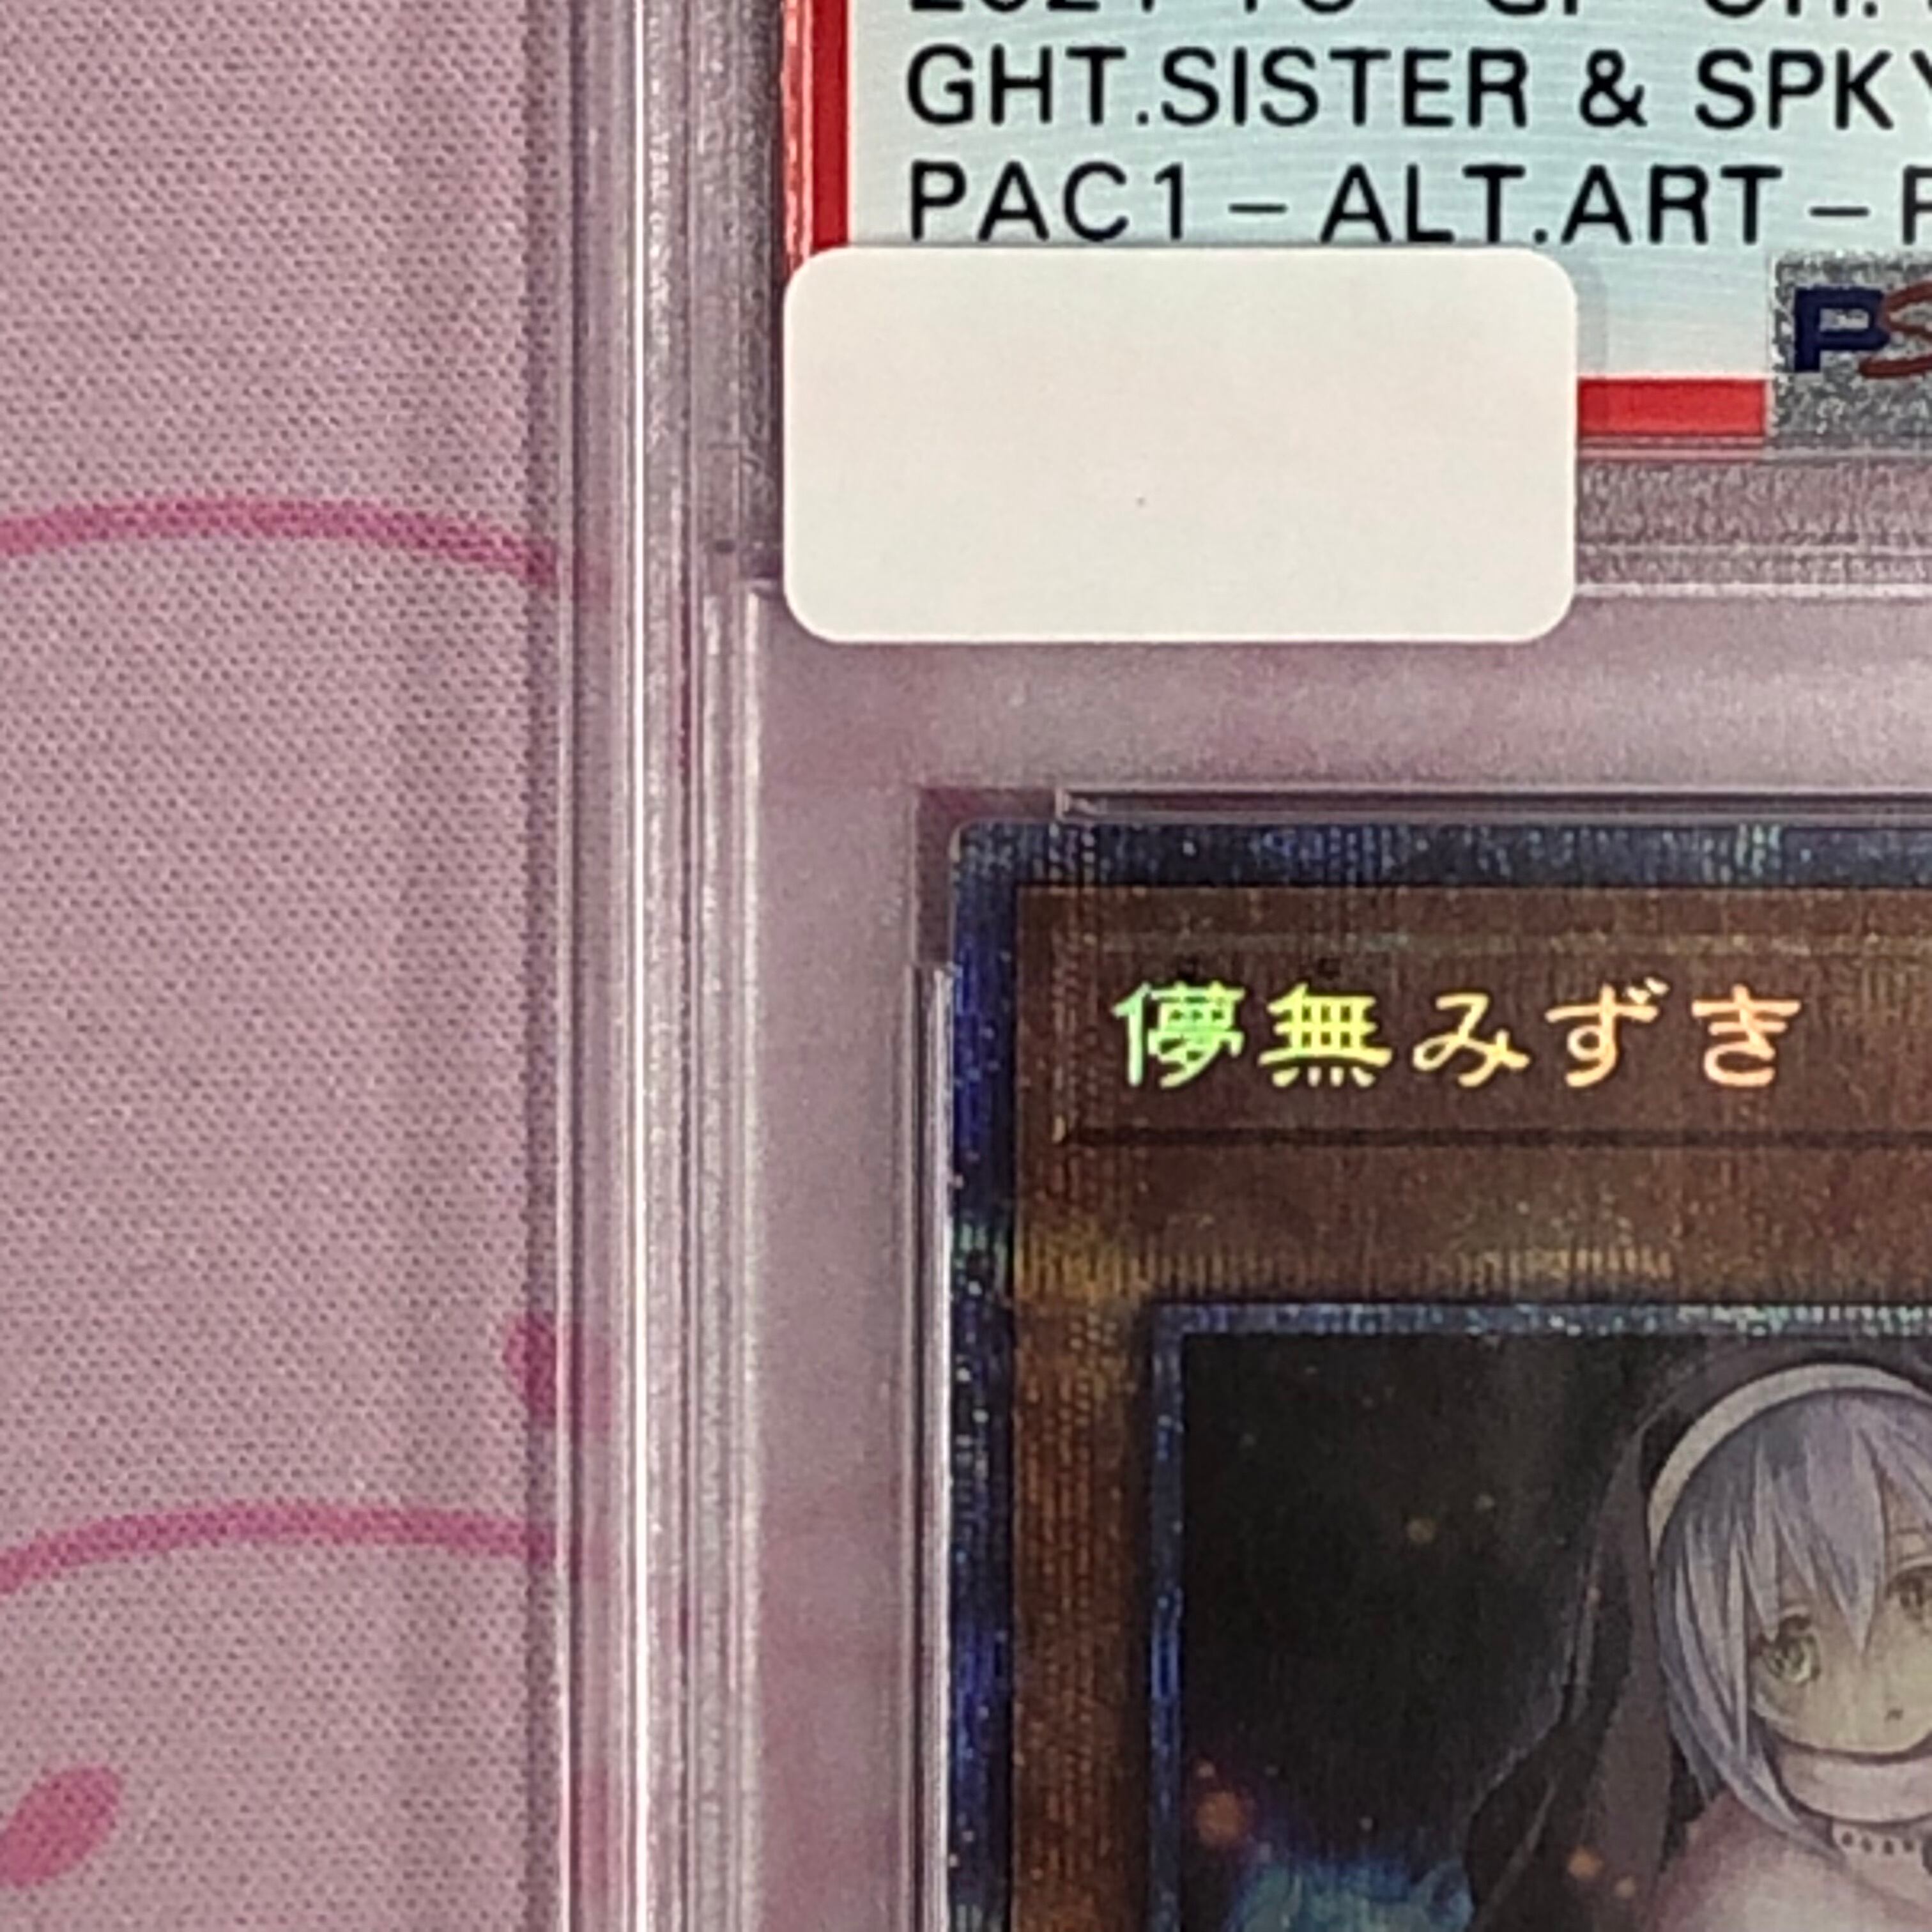 GHT.SISTER & SPKY
PAC1 – ALT.ART –
儚無みずき